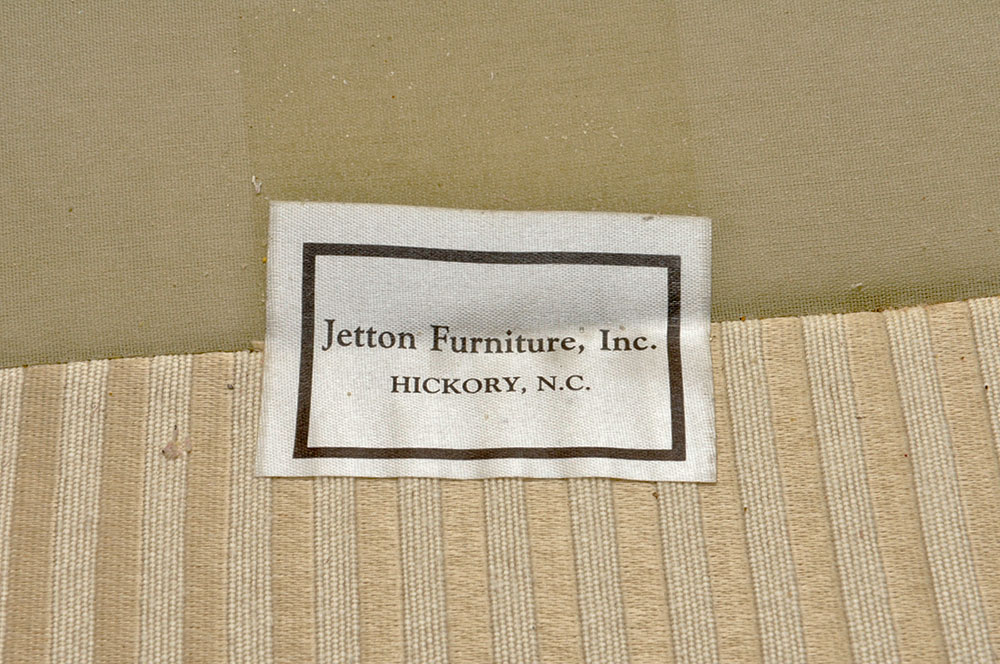 Jetton Furniture, Inc.
HICKORY, N.C.